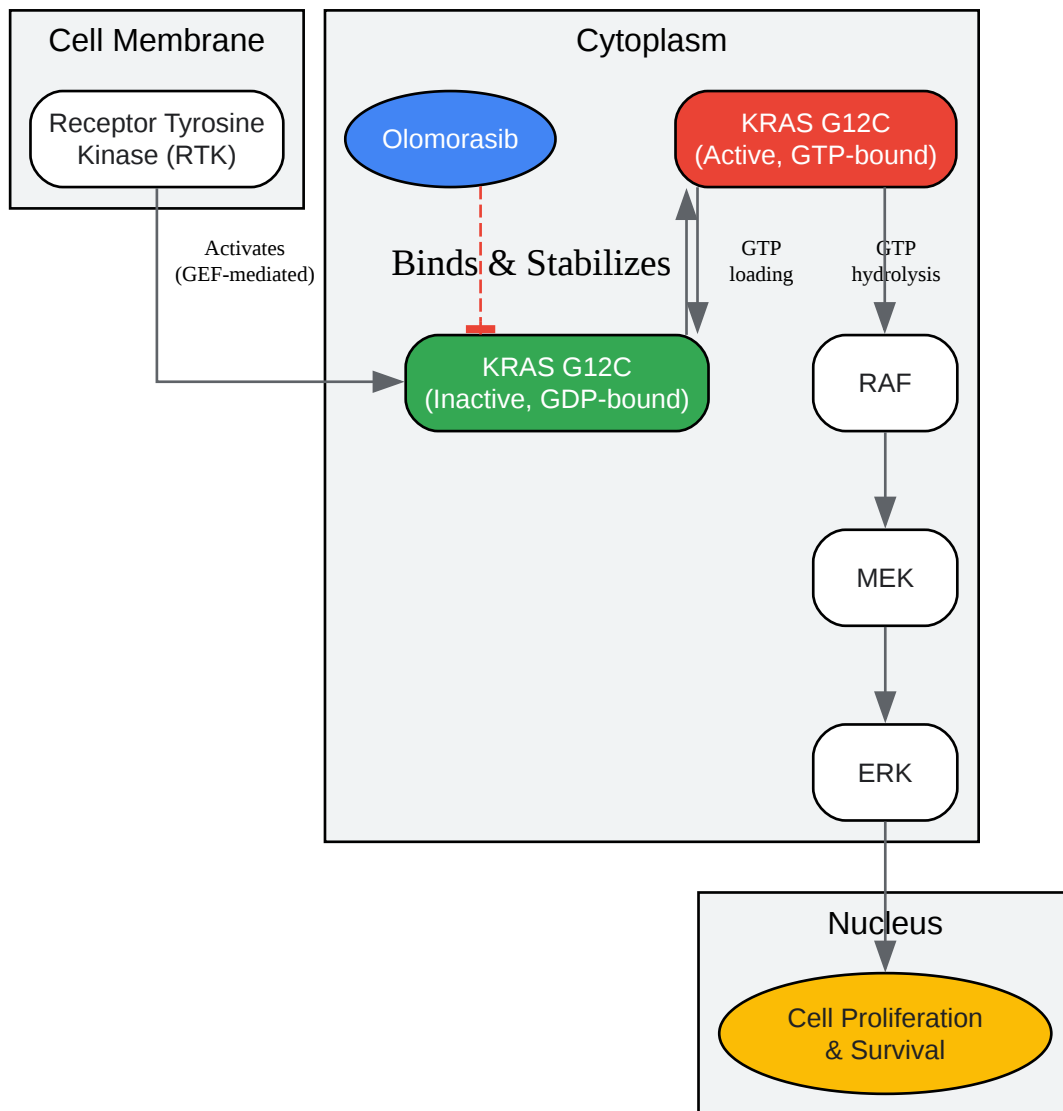 Cell Membrane
Cytoplasm
Receptor Tyrosine
Kinase (RTK)
Olomorasib
KRAS G12C
(Active, GTP-bound)
Activates
(GEF-mediated)
Binds & Stabilizes
GTP
loading
GTP
hydrolysis
KRAS G12C
(Inactive, GDP-bound)
RAF
MEK
ERK
Nucleus
Cell Proliferation
& Survival